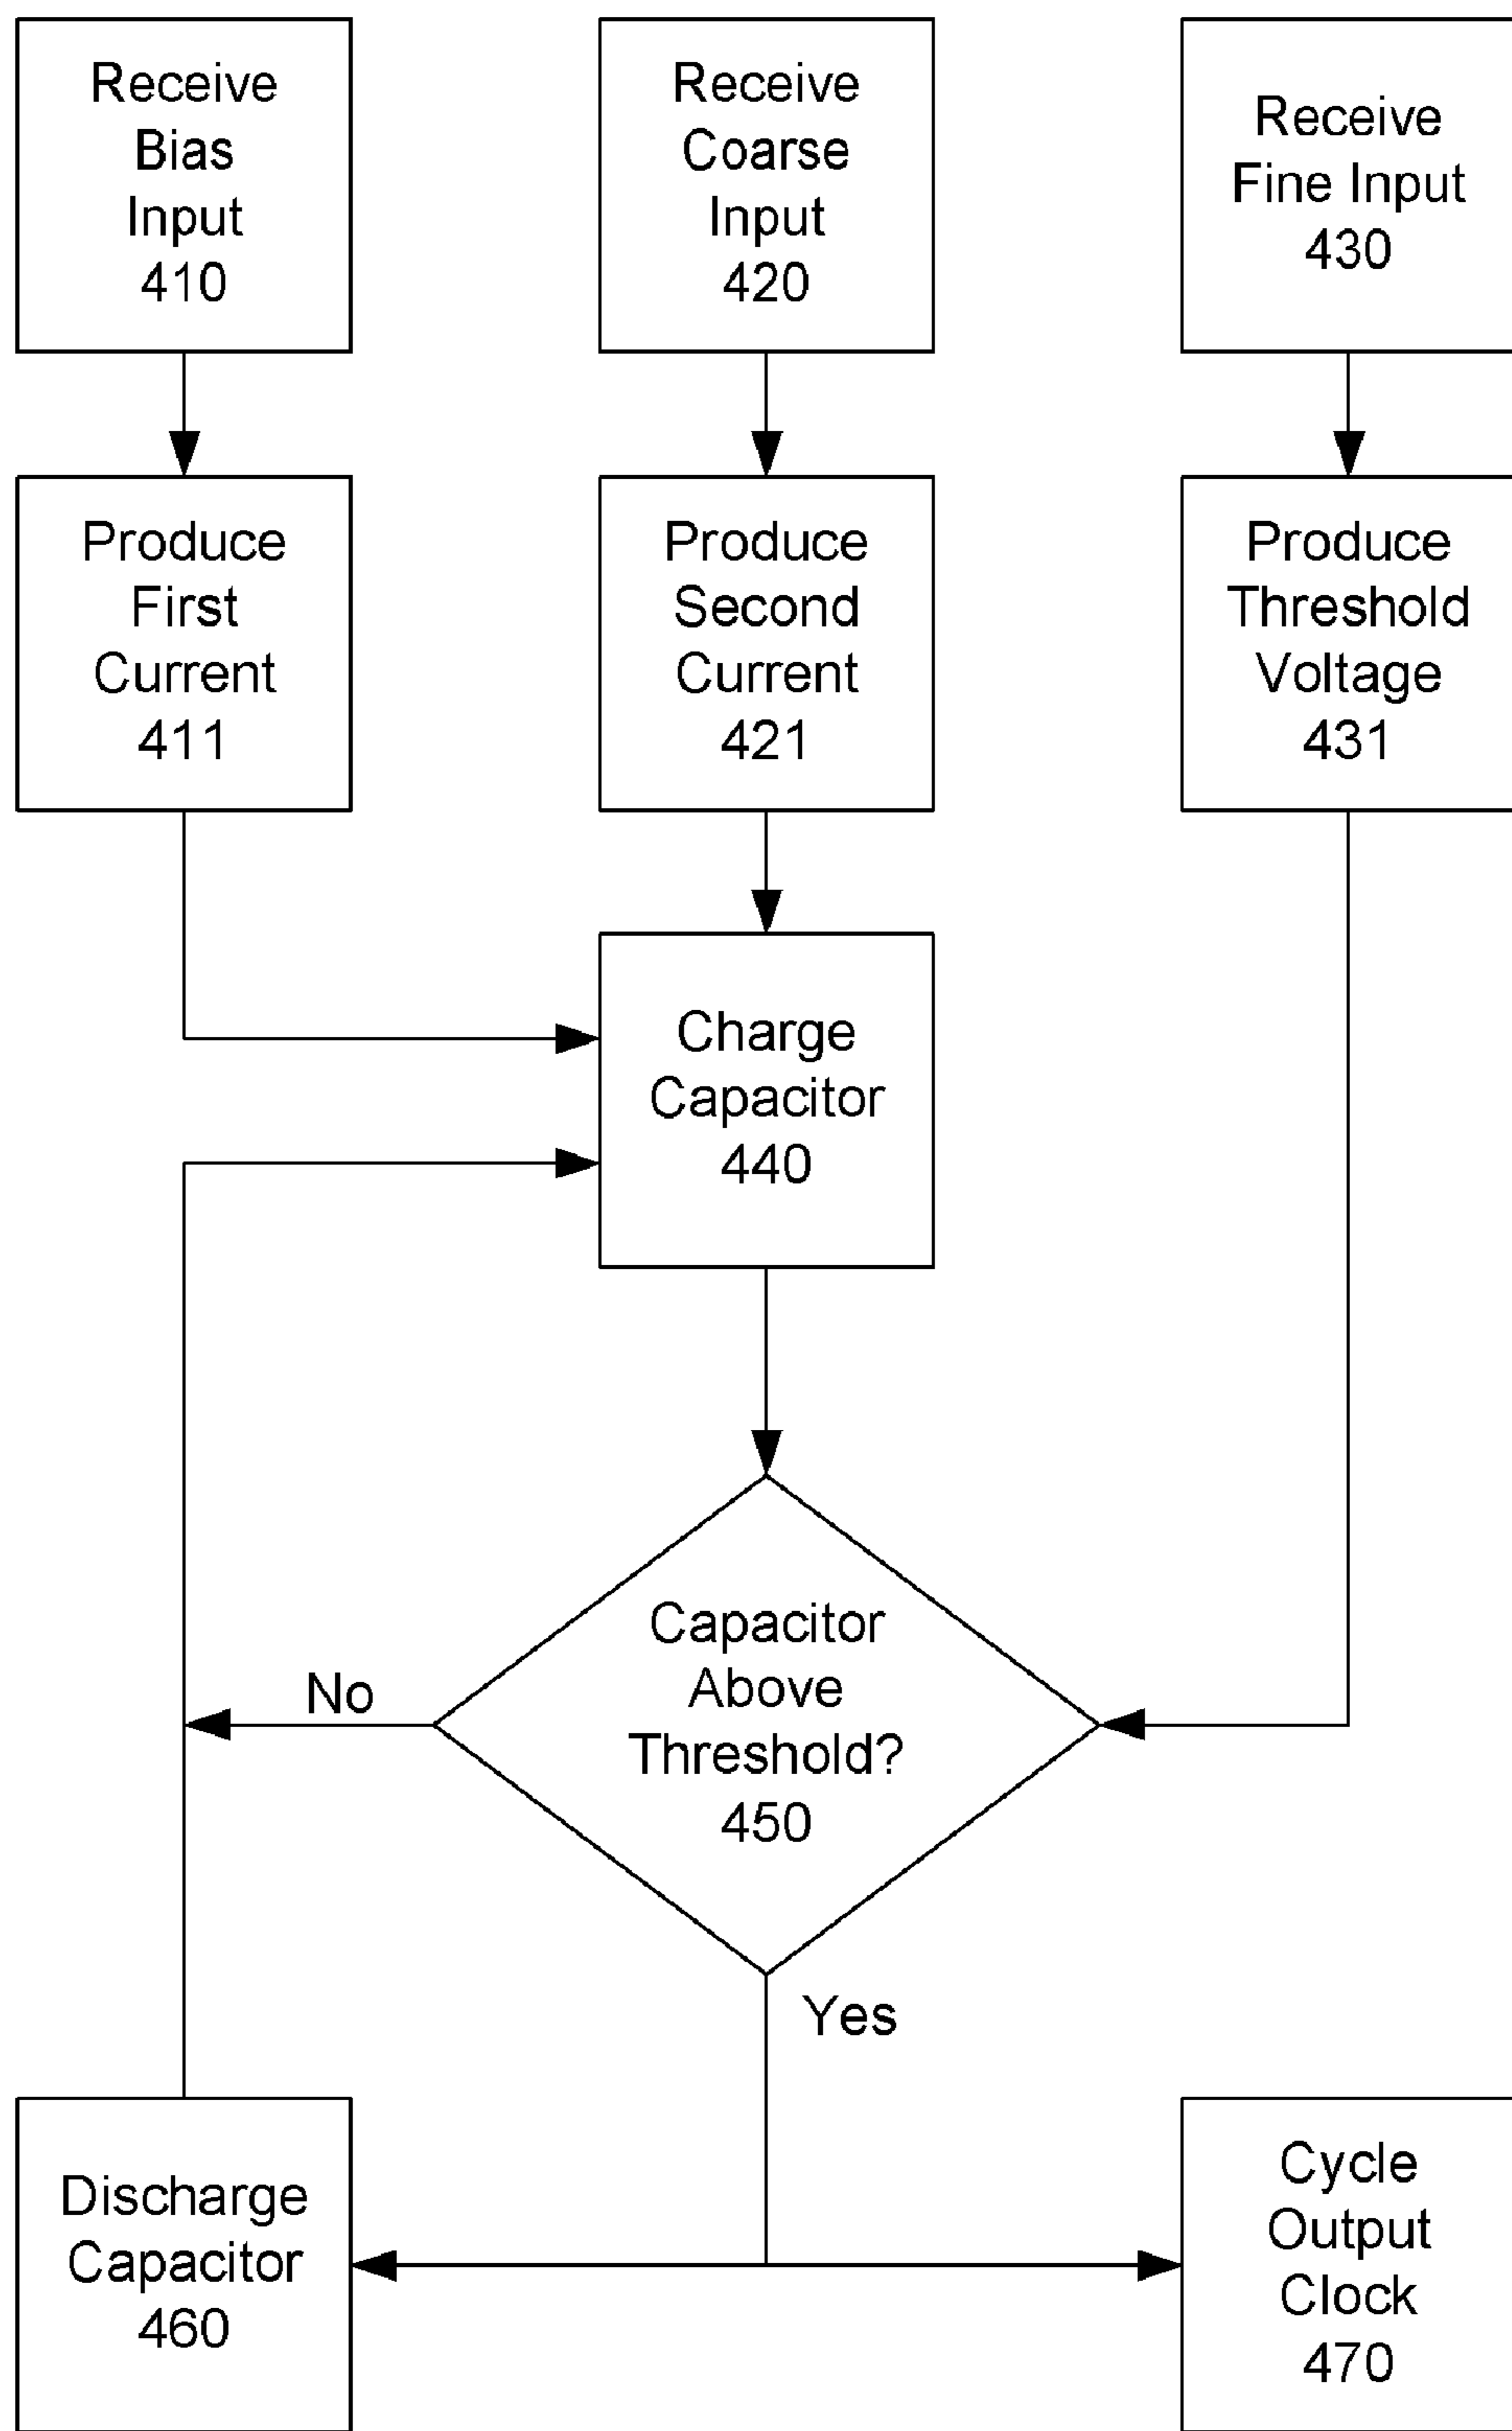 Receive
Bias
Input
410
Receive
Coarse
Input
420
Receive
Fine Input
430
Produce
First
Current
411
Produce
Second
Current
421
Produce
Threshold
Voltage
431
Charge
Capacitor
440
Capacitor
Above
Threshold?
450
No
Yes
Discharge
Capacitor
460
Cycle
Output
Clock
470